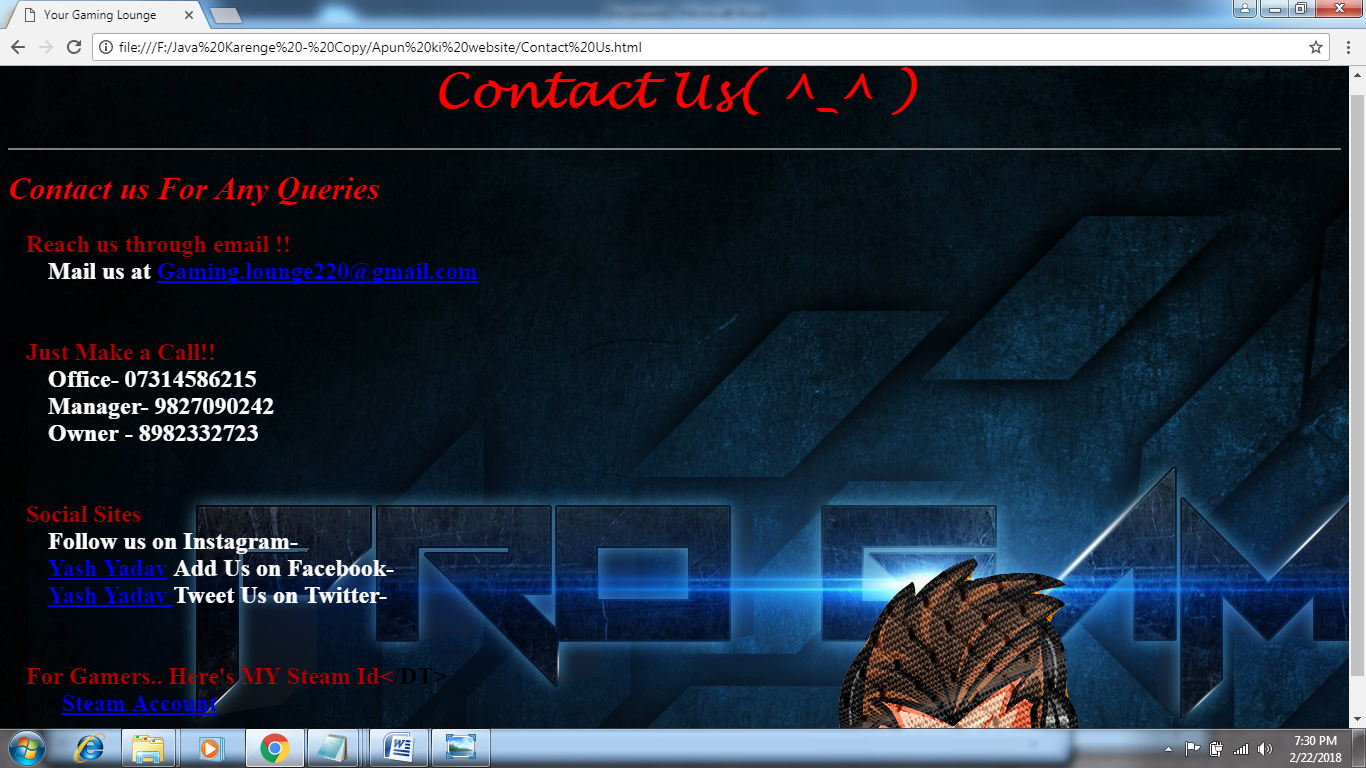 Your Gaming Lounge
file:///F:/Java%20Karenge%20-%20Copy/Apun%20ki%20website/Contact%20Us.html
Contact Us( ^_^ )
Contact us For Any Queries
Reach us through email !!
Mail us at Gaming.lounge220@gmail.com
Just Make a Call!!
Office- 07314586215
Manager- 9827090242
Owner - 8982332723
Social Sites
Follow us on Instagram-
Yash Yadav Add Us on Facebook-
Yash Yadav Tweet Us on Twitter-
For Gamers.. Here's MY Steam Id</DT>
Steam Account
7:30 PM
2/22/2018